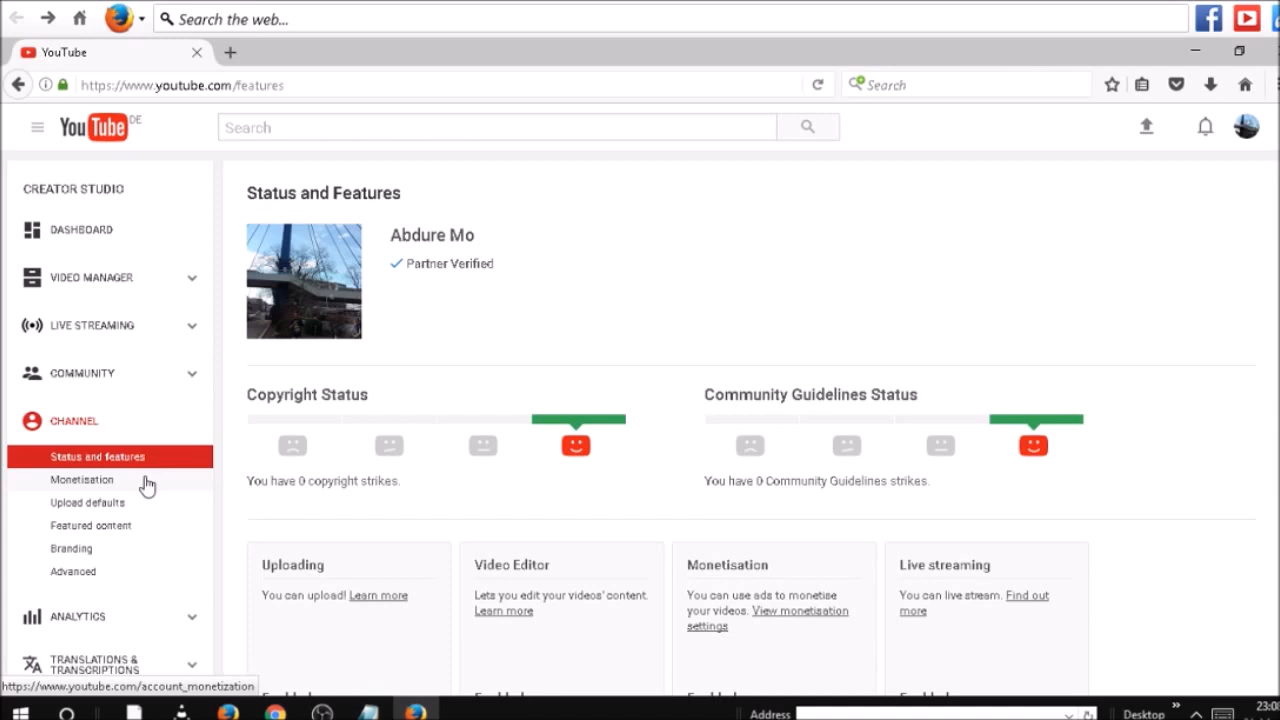 Search the web...
YouTube
https://www.youtube.com/features
Search
YouTube DE
Search
CREATOR STUDIO
DASHBOARD
VIDEO MANAGER
LIVE STREAMING
COMMUNITY
CHANNEL
Status and features
Monetisation
Upload defaults
Featured content
Branding
Advanced
ANALYTICS
TRANSLATIONS &
TRANSCRIPTIONS
https://www.youtube.com/account_monetization
Status and Features
Abdure Mo
Partner Verified
Copyright Status
You have 0 copyright strikes.
Community Guidelines Status
You have 0 Community Guidelines strikes.
Uploading
You can upload! Learn more
Video Editor
Lets you edit your videos' content.
Learn more
Monetisation
You can use ads to monetise
your videos. View monetisation
settings
Live streaming
You can live stream. Find out
more
Address
Desktop